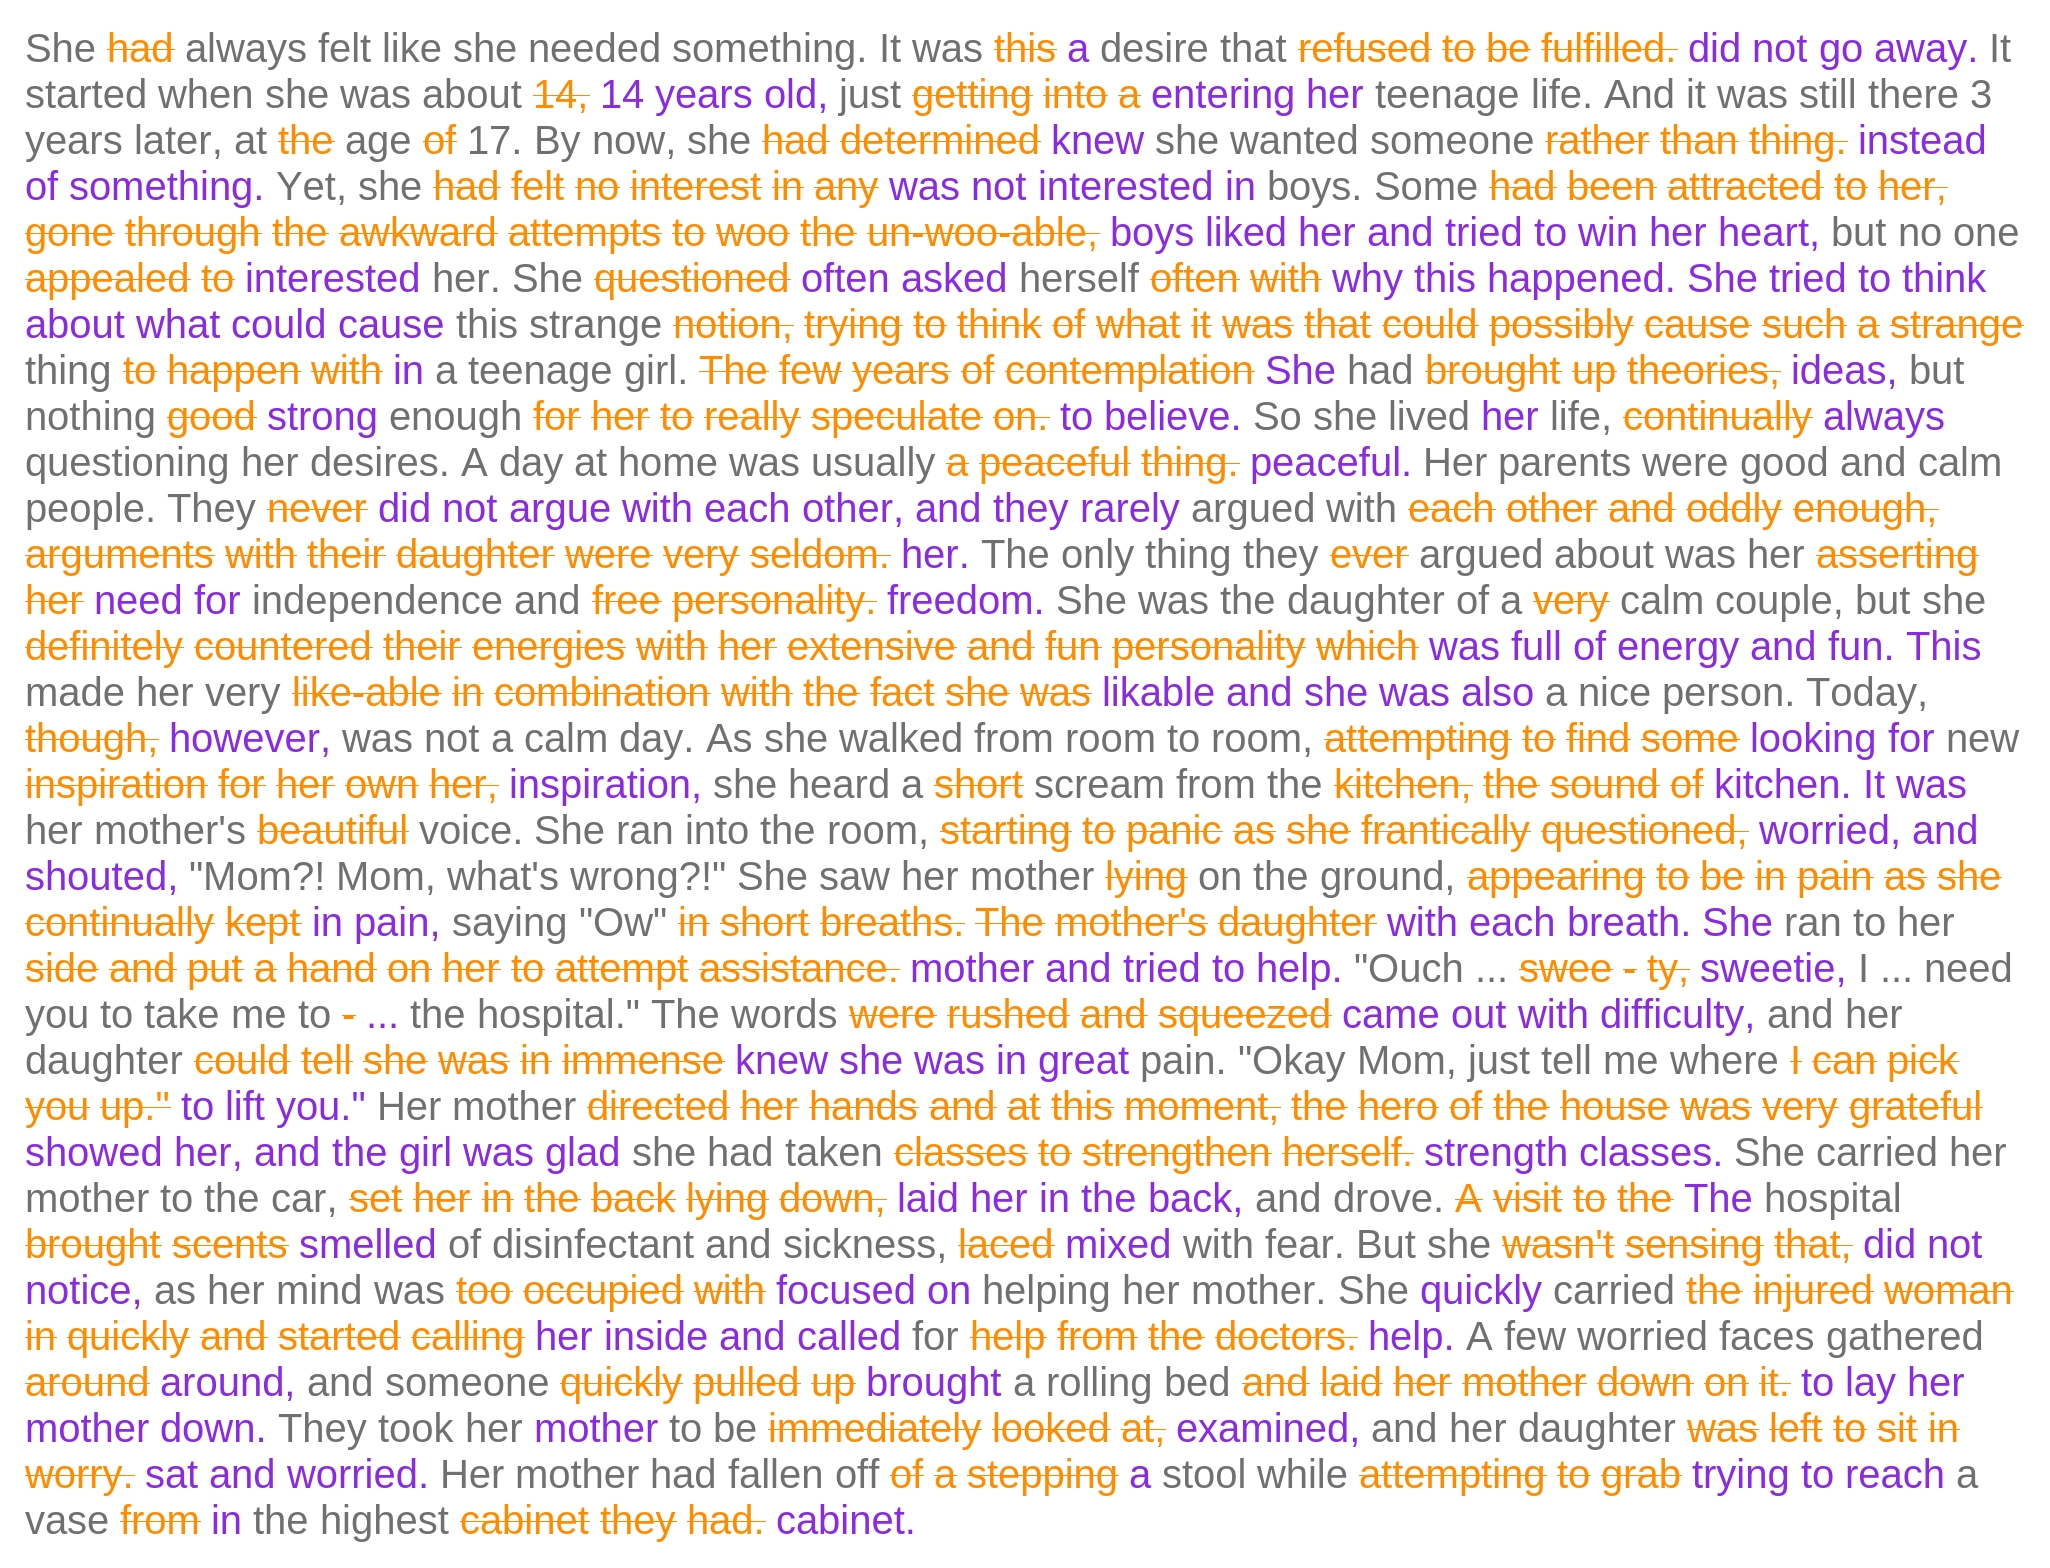 She had always felt like she needed something. It was this a desire that refused to be fulfilled. did not go away. It
started when she was about 14, 14 years old, just getting into a entering her teenage life. And it was still there 3
years later, at the age of 17. By now, she had determined knew she wanted someone rather than thing. instead
of something. Yet, she had felt no interest in any was not interested in boys. Some had been attracted to her,
gone through the awkward attempts to woo the un-woo-able, boys liked her and tried to win her heart, but no one
appealed to interested her. She questioned often asked herself often with why this happened. She tried to think
about what could cause this strange notion, trying to think of what it was that could possibly cause such a strange
thing to happen with in a teenage girl. The few years of contemplation She had brought up theories, ideas, but
nothing good strong enough for her to really speculate on. to believe. So she lived her life, continually always
questioning her desires. A day at home was usually a peaceful thing. peaceful. Her parents were good and calm
people. They never did not argue with each other, and they rarely argued with each other and oddly enough,
arguments with their daughter were very seldom. her. The only thing they ever argued about was her asserting
her need for independence and free personality. freedom. She was the daughter of a very calm couple, but she
definitely countered their energies with her extensive and fun personality which was full of energy and fun. This
made her very like-able in combination with the fact she was likable and she was also a nice person. Today,
though, however, was not a calm day. As she walked from room to room, attempting to find some looking for new
inspiration for her own her, inspiration, she heard a short scream from the kitchen, the sound of kitchen. It was
her mother's beautiful voice. She ran into the room, starting to panic as she frantically questioned, worried, and
shouted, "Mom?! Mom, what's wrong?!" She saw her mother lying on the ground, appearing to be in pain as she
continually kept in pain, saying "Ow" in short breaths. The mother's daughter with each breath. She ran to her
side and put a hand on her to attempt assistance. mother and tried to help. "Ouch ... swee - ty, sweetie, I ... need
you to take me to - ... the hospital." The words were rushed and squeezed came out with difficulty, and her
daughter could tell she was in immense knew she was in great pain. "Okay Mom, just tell me where I can pick
you up." to lift you." Her mother directed her hands and at this moment, the hero of the house was very grateful
showed her, and the girl was glad she had taken classes to strengthen herself. strength classes. She carried her
mother to the car, set her in the back lying down, laid her in the back, and drove. A visit to the The hospital
brought scents smelled of disinfectant and sickness, laced mixed with fear. But she wasn't sensing that, did not
notice, as her mind was too occupied with focused on helping her mother. She quickly carried the injured woman
in quickly and started calling her inside and called for help from the doctors. help. A few worried faces gathered
around around, and someone quickly pulled up brought a rolling bed and laid her mother down on it. to lay her
mother down. They took her mother to be immediately looked at, examined, and her daughter was left to sit in
worry. sat and worried. Her mother had fallen off of a stepping a stool while attempting to grab trying to reach a
vase from in the highest cabinet they had. cabinet.